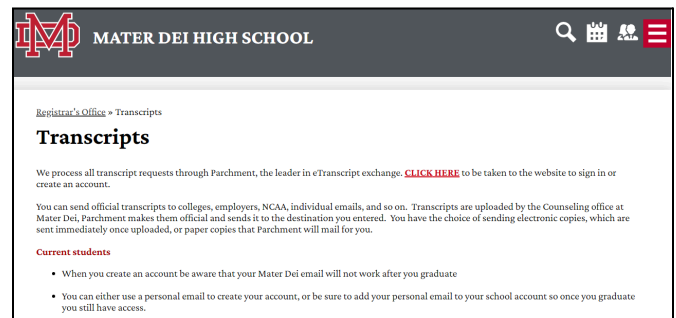 MD
MATER DEI HIGH SCHOOL
Registrar's Office » Transcripts
Transcripts
We process all transcript requests through Parchment, the leader in eTranscript exchange. CLICK HERE to be taken to the website to sign in or
create an account.
You can send official transcripts to colleges, employers, NCAA, individual emails, and so on. Transcripts are uploaded by the Counseling office at
Mater Dei, Parchment makes them official and sends it to the destination you entered. You have the choice of sending electronic copies, which are
sent immediately once uploaded, or paper copies that Parchment will mail for you.
Current students
• When you create an account be aware that your Mater Dei email will not work after you graduate
• You can either use a personal email to create your account, or be sure to add your personal email to your school account so once you graduate
you still have access.